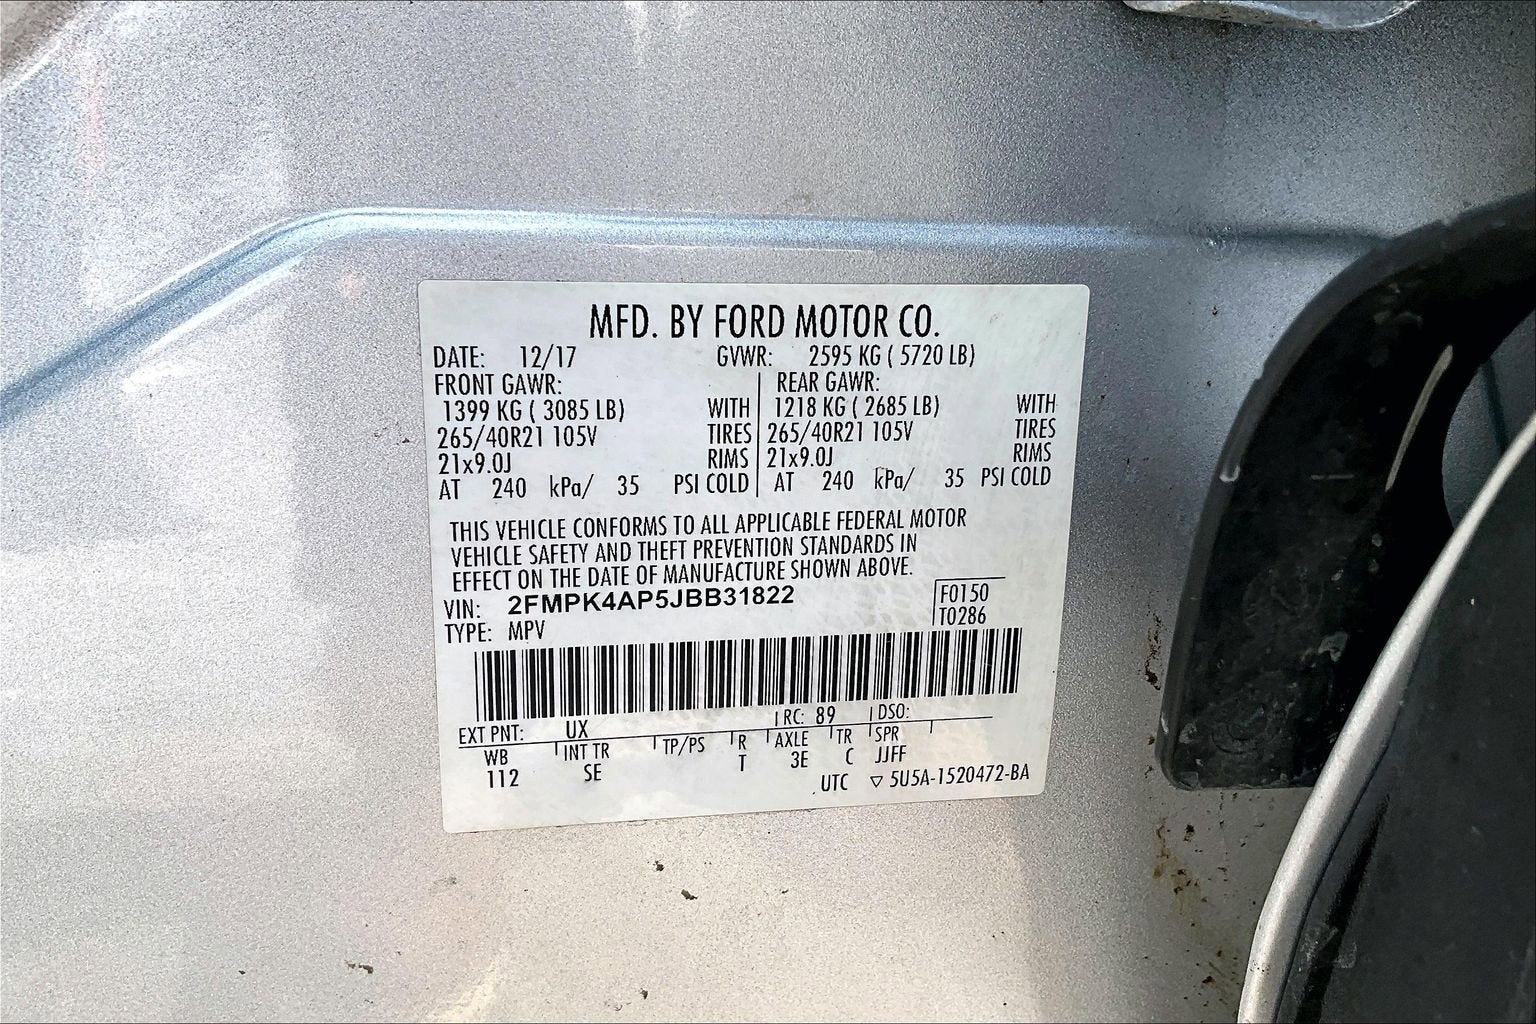 MFD. BY FORD MOTOR CO.
DATE: 12/17 GVWR: 2595 KG ( 5720 LB)
FRONT GAWR: REAR GAWR:
1399 KG ( 3085 LB) WITH 1218 KG ( 2685 LB) WITH
265/40R21 105V TIRES 265/40R21 105V TIRES
21x9.0J RIMS 21x9.0J RIMS
AT 240 kPa/ 35 PSI COLD AT 240 kPa/ 35 PSI COLD
THIS VEHICLE CONFORMS TO ALL APPLICABLE FEDERAL MOTOR
VEHICLE SAFETY AND THEFT PREVENTION STANDARDS IN
EFFECT ON THE DATE OF MANUFACTURE SHOWN ABOVE.
VIN: 2FMPK4AP5JBB31822 F0150
TYPE: MPV T0286
EXT PNT: UX RC: 89 DSO:
WB INT TR TP/PS R AXLE TR SPR
112 SE T 3E C JJFF
UTC ▽ 5U5A-1520472-BA